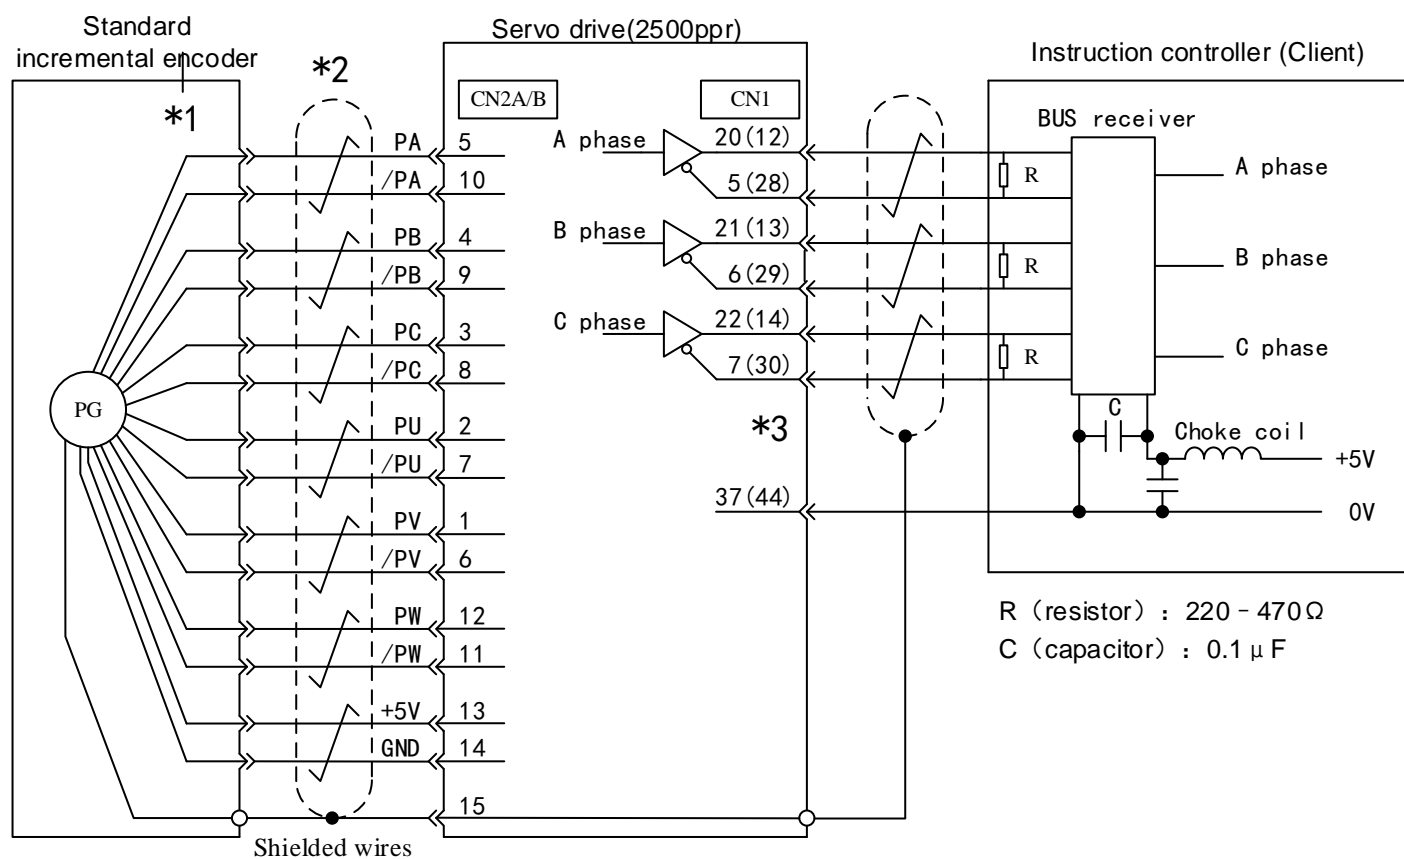 Standard
incremental encoder
*1
*2
Servo drive(2500ppr)
CN2A/B
CN1
Instruction controller (Client)
BUS receiver
PA 5
/PA 10
PB 4
/PB 9
PC 3
/PC 8
PU 2
/PU 7
PV 1
/PV 6
PW 12
/PW 11
+5V 13
GND 14
15
PG
Shielded wires
A phase
20(12)
5(28)
B phase
21(13)
6(29)
C phase
22(14)
7(30)
*3
37(44)
R
R
R
A phase
B phase
C phase
C
Choke coil
+5V
0V
R（resistor）: 220－470Ω
C（capacitor）: 0.1μF